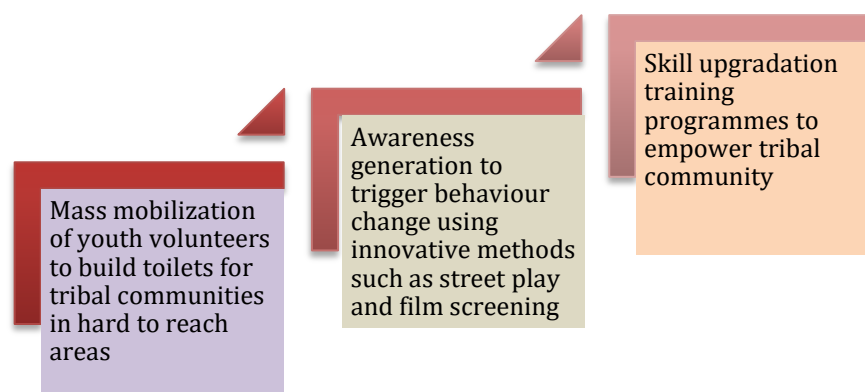 Mass mobilization
of youth volunteers
to build toilets for
tribal communities
in hard to reach
areas
Awareness
generation to
trigger behaviour
change using
innovative methods
such as street play
and film screening
Skill upgradation
training
programmes to
empower tribal
community